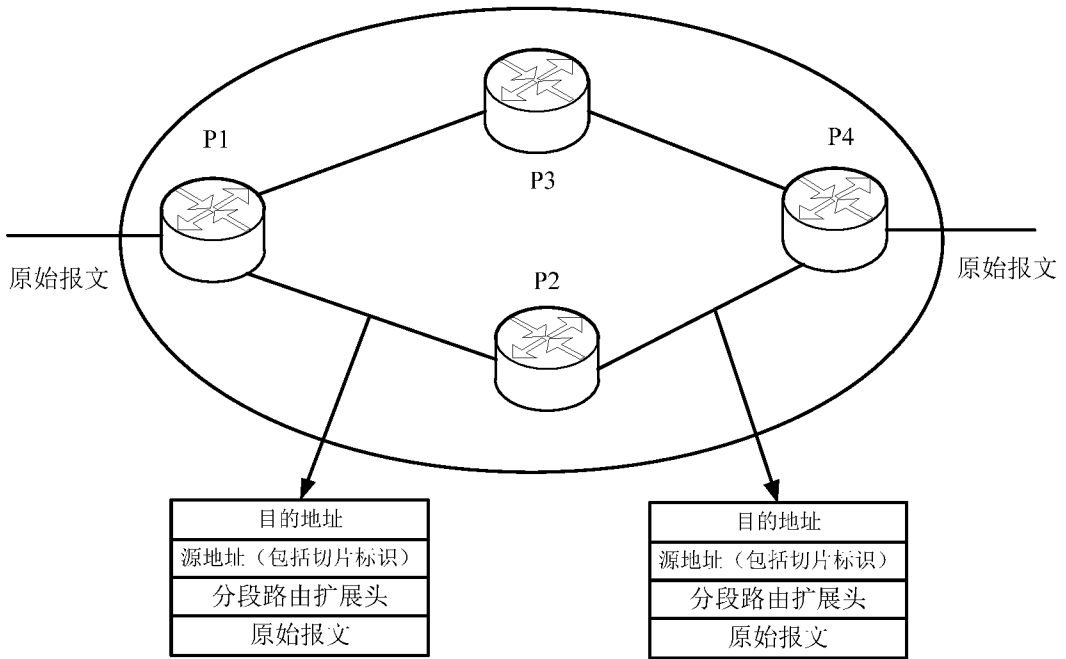 P1
P4
P3
原始报文
P2
原始报文
目的地址
源地址（包括切片标识）
分段路由扩展头
原始报文
目的地址
源地址（包括切片标识）
分段路由扩展头
原始报文